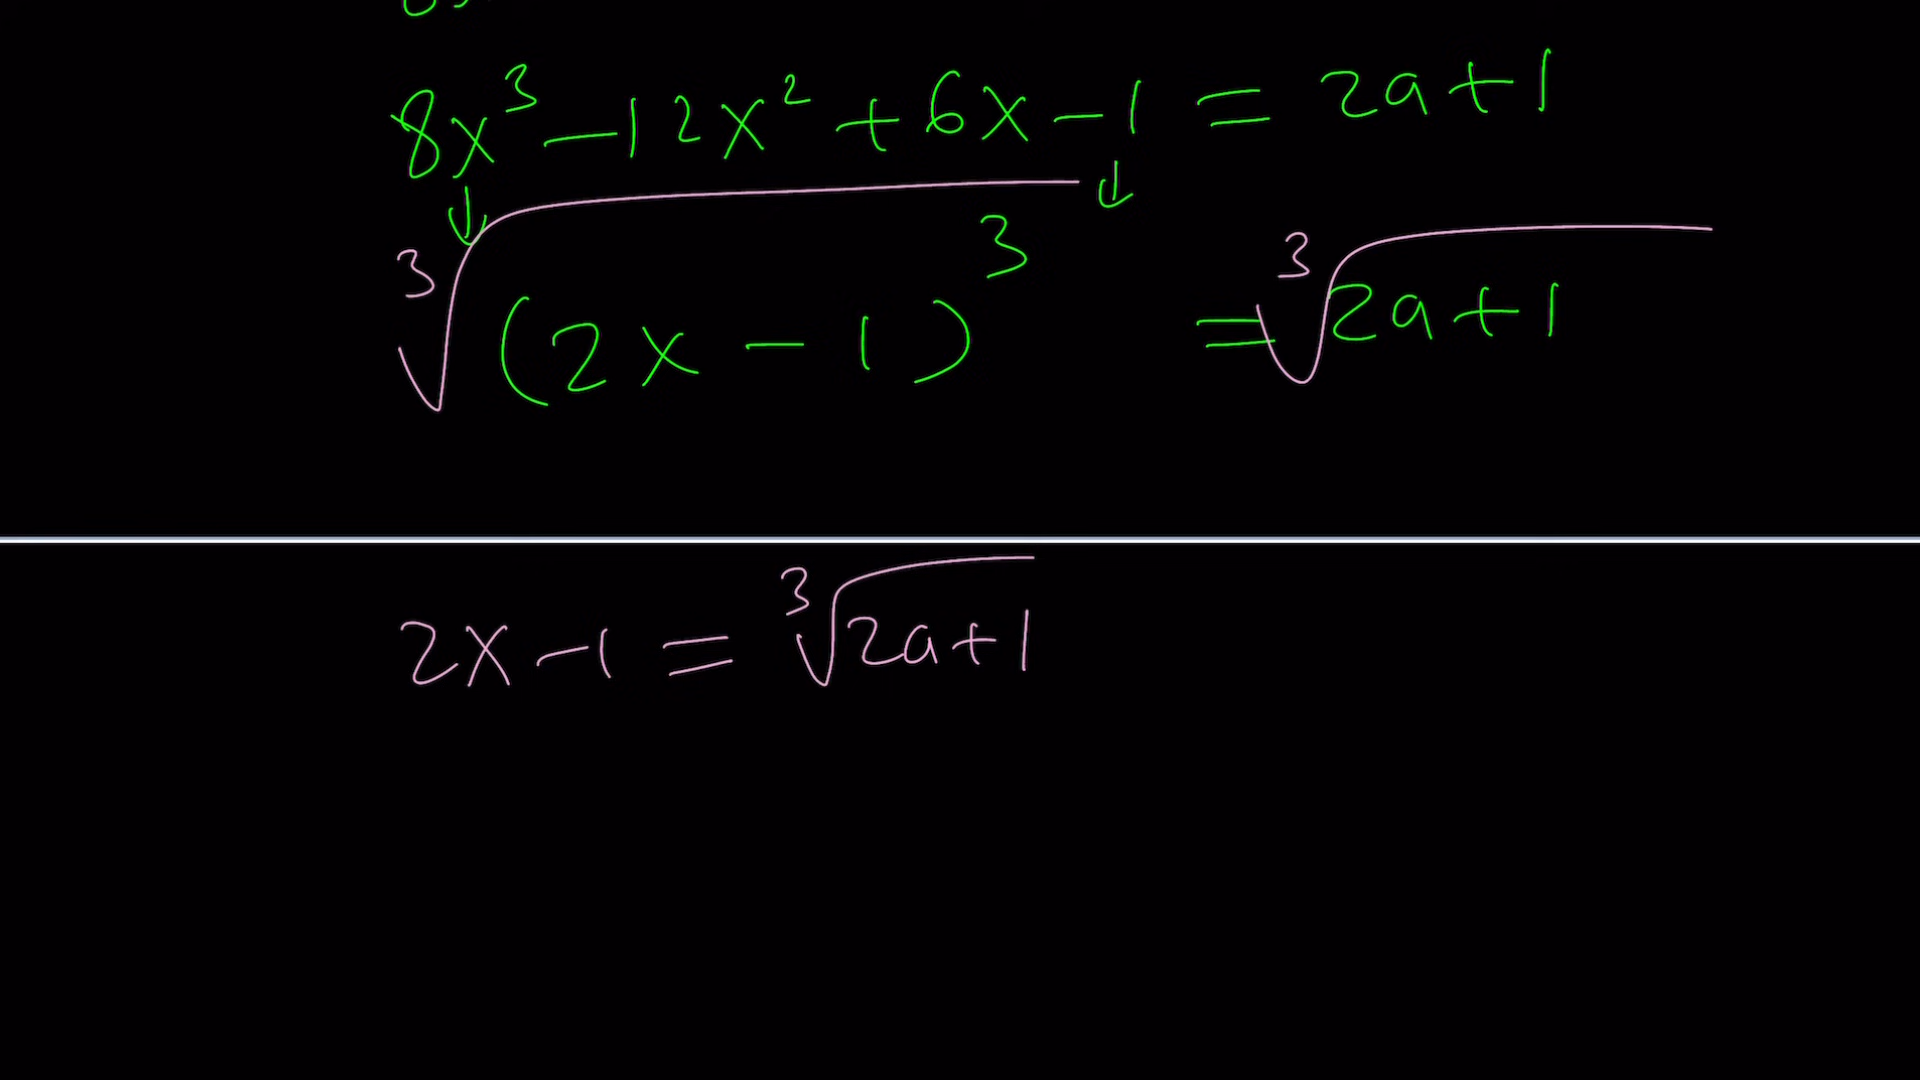 8x³ - 12x² + 6x - 1 = 2a + 1
∛(2x - 1)³ = ∛2a + 1
2x - 1 = ∛2a + 1